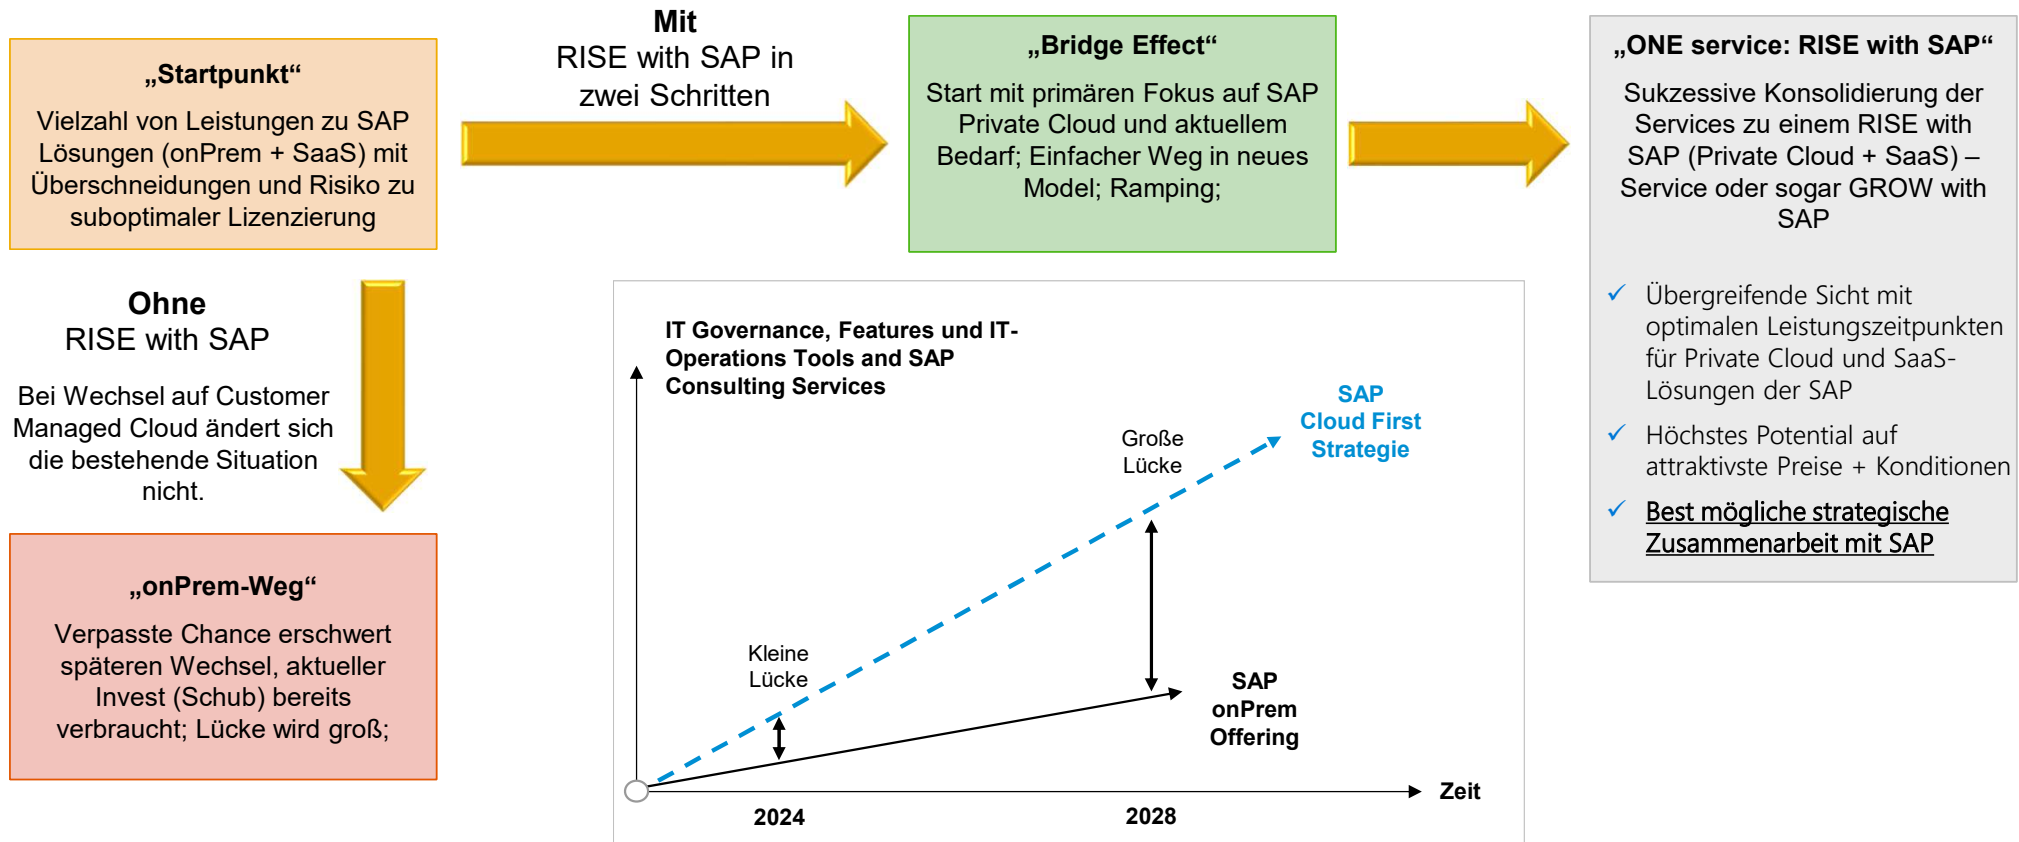 „Startpunkt“
Vielzahl von Leistungen zu SAP
Lösungen (onPrem + SaaS) mit
Überschneidungen und Risiko zu
suboptimaler Lizenzierung
Mit
RISE with SAP in
zwei Schritten
„Bridge Effect“
Start mit primären Fokus auf SAP
Private Cloud und aktuellem
Bedarf; Einfacher Weg in neues
Model; Ramping;
„ONE service: RISE with SAP“
Sukzessive Konsolidierung der
Services zu einem RISE with
SAP (Private Cloud + SaaS) –
Service oder sogar GROW with
SAP
✓ Übergreifende Sicht mit
optimalen Leistungszeitpunkten
für Private Cloud und SaaS-
Lösungen der SAP
✓ Höchstes Potential auf
attraktivste Preise + Konditionen
✓ Best mögliche strategische
Zusammenarbeit mit SAP
Ohne
RISE with SAP
Bei Wechsel auf Customer
Managed Cloud ändert sich
die bestehende Situation
nicht.
„onPrem-Weg“
Verpasste Chance erschwert
späteren Wechsel, aktueller
Invest (Schub) bereits
verbraucht; Lücke wird groß;
IT Governance, Features und IT-
Operations Tools and SAP
Consulting Services
SAP
Cloud First
Strategie
Große
Lücke
Kleine
Lücke
SAP
onPrem
Offering
Zeit
2024
2028